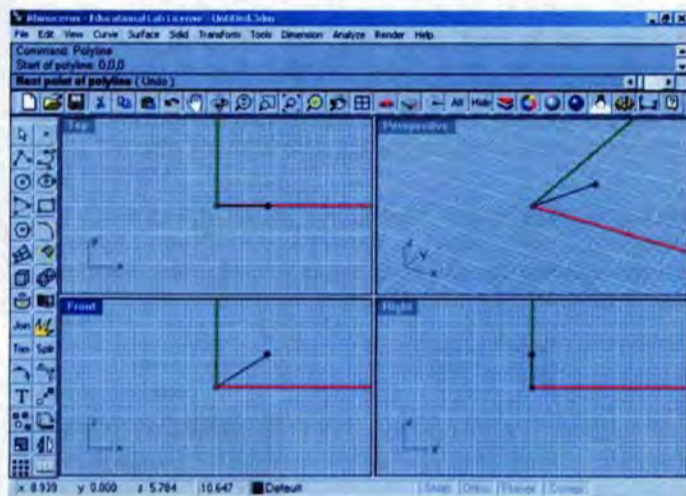 Rhinoceros - Educational Lab License - Untitled.3dm
File Edit View Curve Surface Solid Transform Tools Dimension Analyze Render Help
Command: Polyline
Start of polyline: 0,0,0
Next point of polyline ( Undo ):
All Hide
Top
Perspective
z
y
x
Front
Right
Join
Trim Split
T
z
x
z
y
x 8.939 y 0.000 z 5.784 10.647 Default
Snap Ortho Planar Osnap